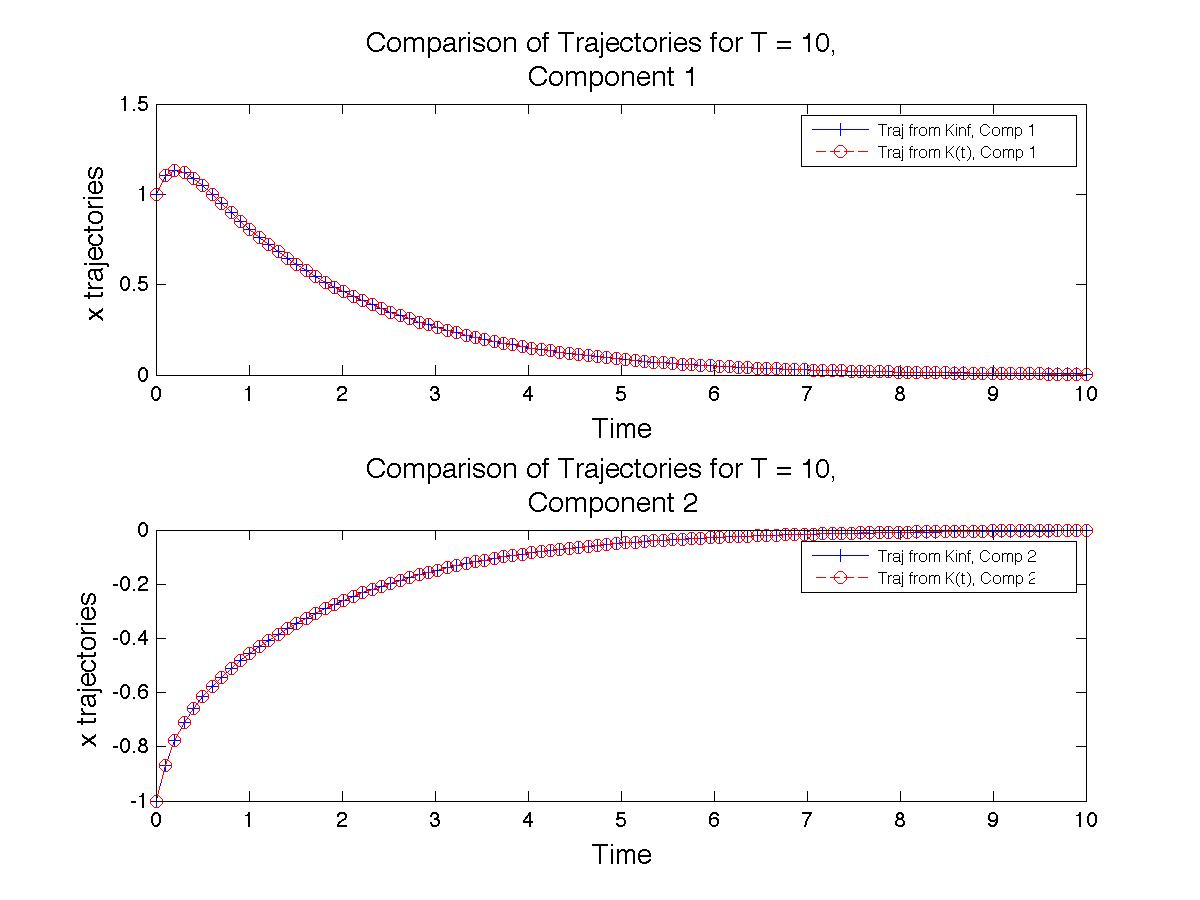 Comparison of Trajectories for T = 10,
Component 1
1.5
1
0.5
0
x trajectories
Traj from Kinf, Comp 1
Traj from K(t), Comp 1
0 1 2 3 4 5 6 7 8 9 10
Time
Comparison of Trajectories for T = 10,
Component 2
0
-0.2
-0.4
-0.6
-0.8
-1
x trajectories
Traj from Kinf, Comp 2
Traj from K(t), Comp 2
0 1 2 3 4 5 6 7 8 9 10
Time